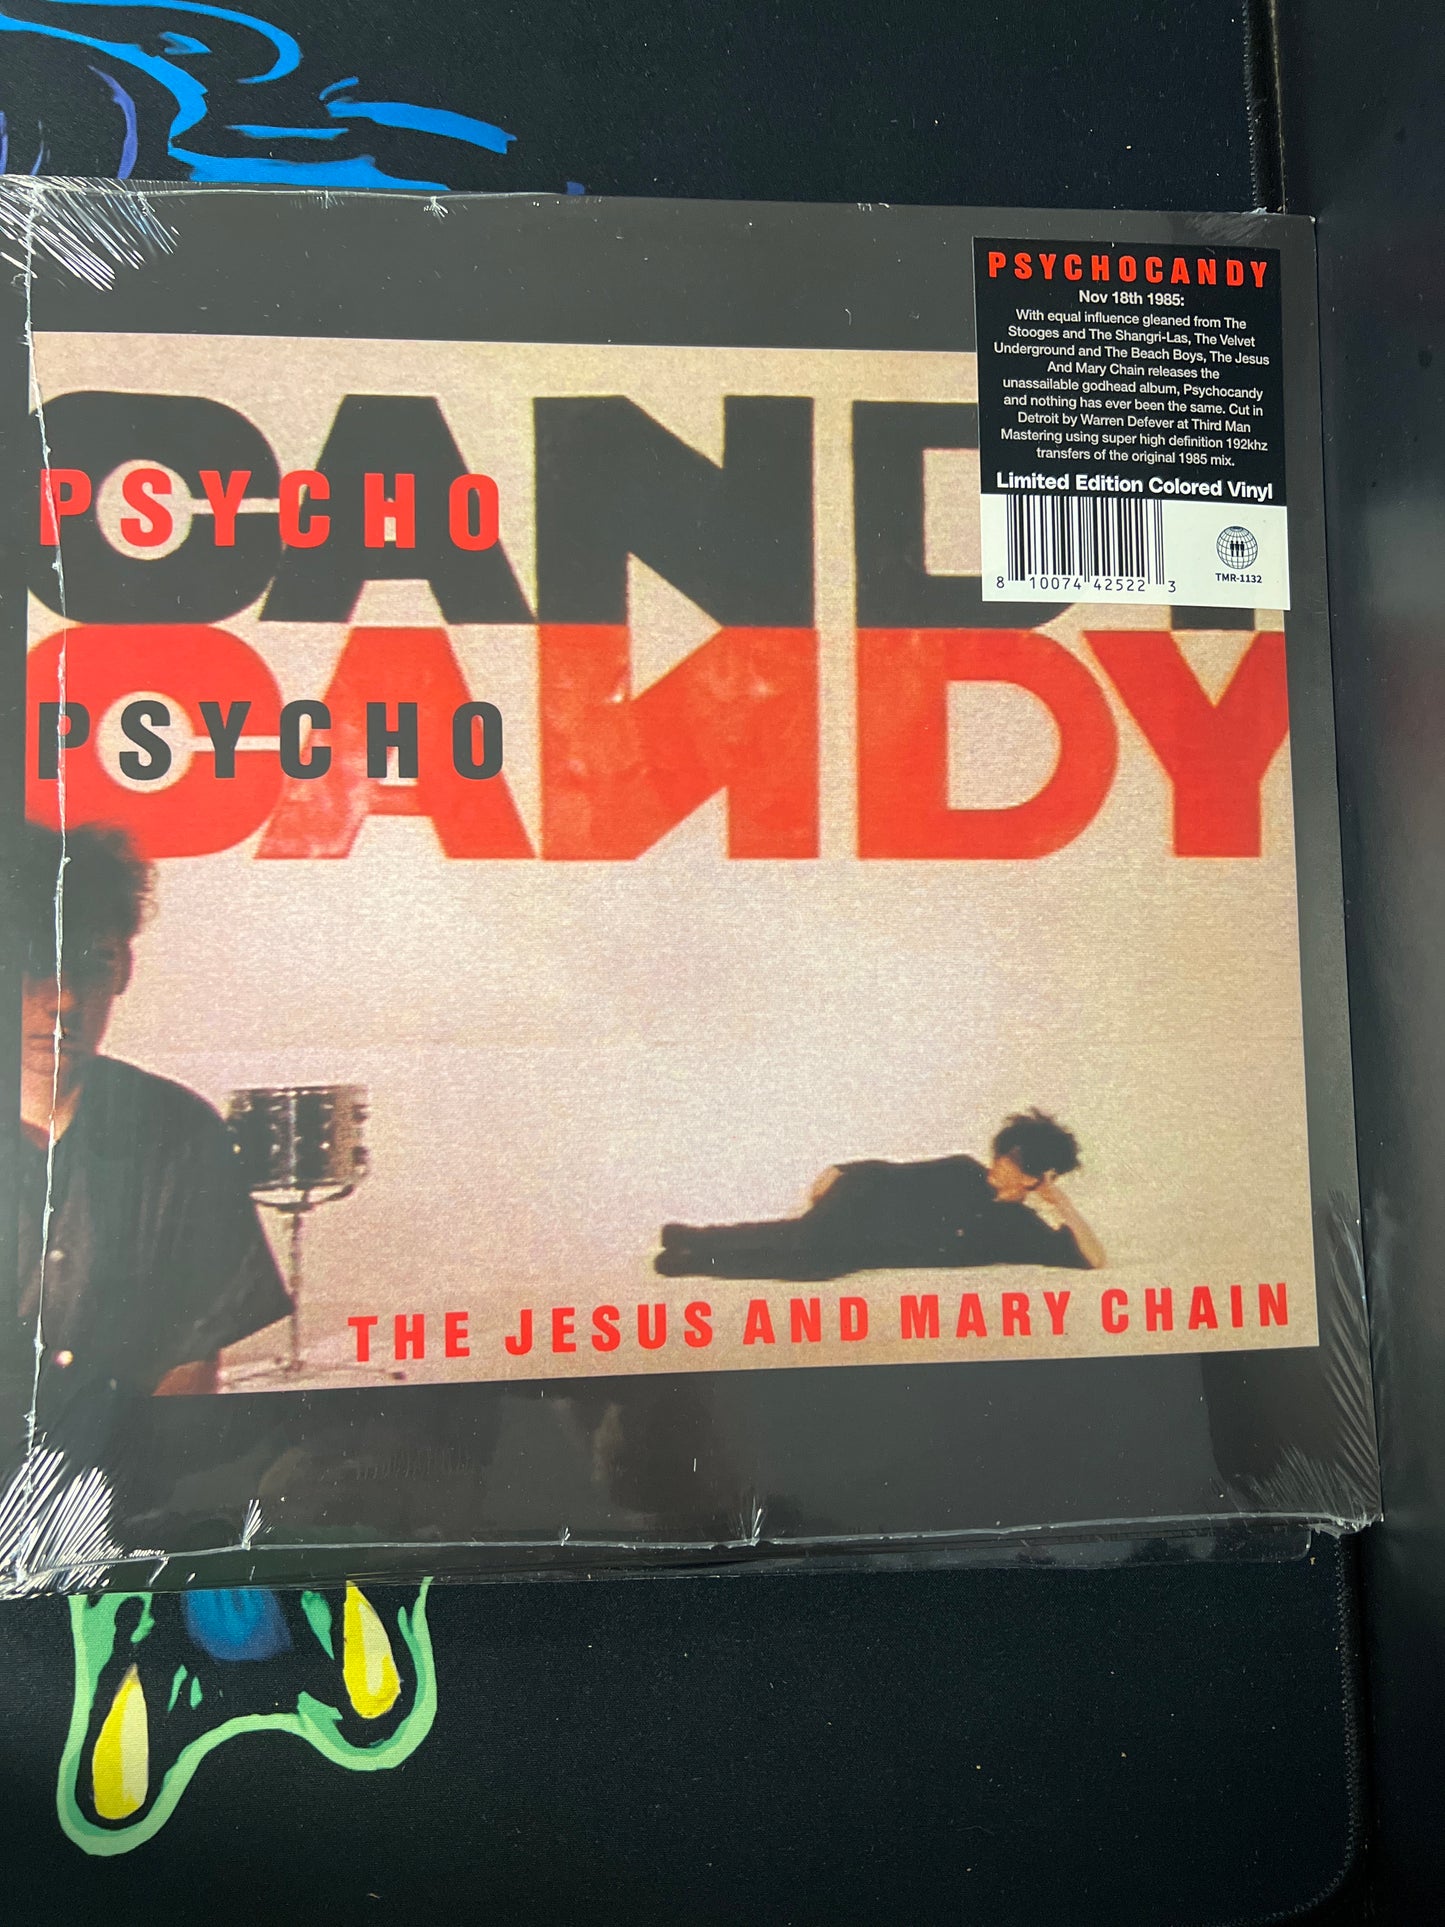 PSYCHOCANDY
Nov 18th 1985:
With equal influence gleaned from The
Stooges and The Shangri-Las, The Velvet
Underground and The Beach Boys, The Jesus
And Mary Chain releases the
unassailable godhead album, Psychocandy
and nothing has ever been the same. Cut in
Detroit by Warren Defever at Third Man
Mastering using super high definition 192khz
transfers of the original 1985 mix.
Limited Edition Colored Vinyl
8 10074 42522 3
TMR-1132
CANDY
PSYCHO
CANDY
PSYCHO
THE JESUS AND MARY CHAIN